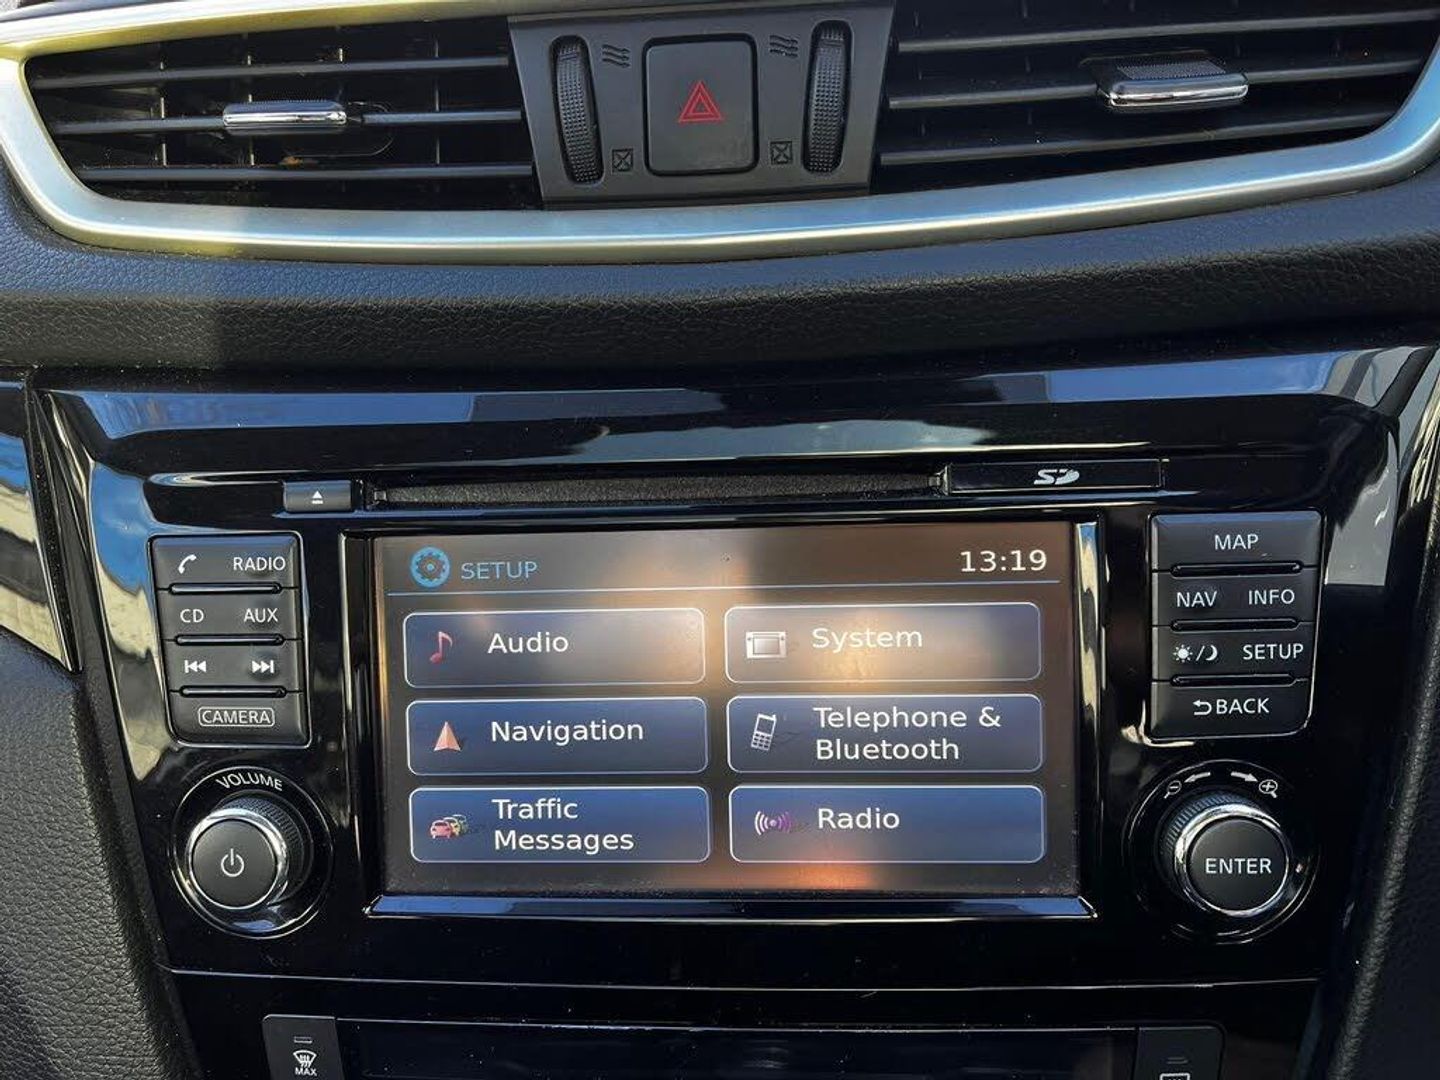 SD
RADIO
CD AUX
CAMERA
VOLUME
SETUP 13:19
Audio
System
Navigation
Telephone &
Bluetooth
Traffic
Messages
Radio
MAP
NAV INFO
SETUP
BACK
ENTER
MAX